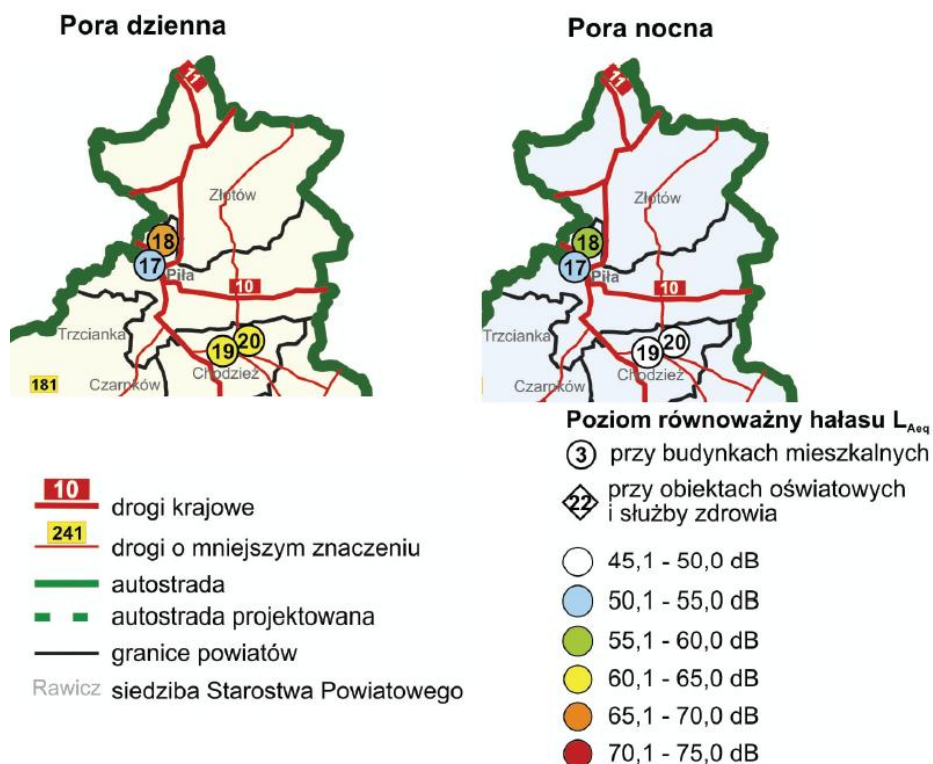 Pora dzienna
11
Złotów
18
17
Piła
10
Trzcianka
20
19
Chodzież
181
Czarnków
Pora nocna
11
Złotów
18
17
Piła
10
Trzcianka
20
19
Chodzież
Czarnków
10
drogi krajowe
241
drogi o mniejszym znaczeniu
autostrada
autostrada projektowana
granice powiatów
Rawicz siedziba Starostwa Powiatowego
Poziom równoważny hałasu LAeq
3 przy budynkach mieszkalnych
22 przy obiektach oświatowych
i służby zdrowia
45,1 - 50,0 dB
50,1 - 55,0 dB
55,1 - 60,0 dB
60,1 - 65,0 dB
65,1 - 70,0 dB
70,1 - 75,0 dB